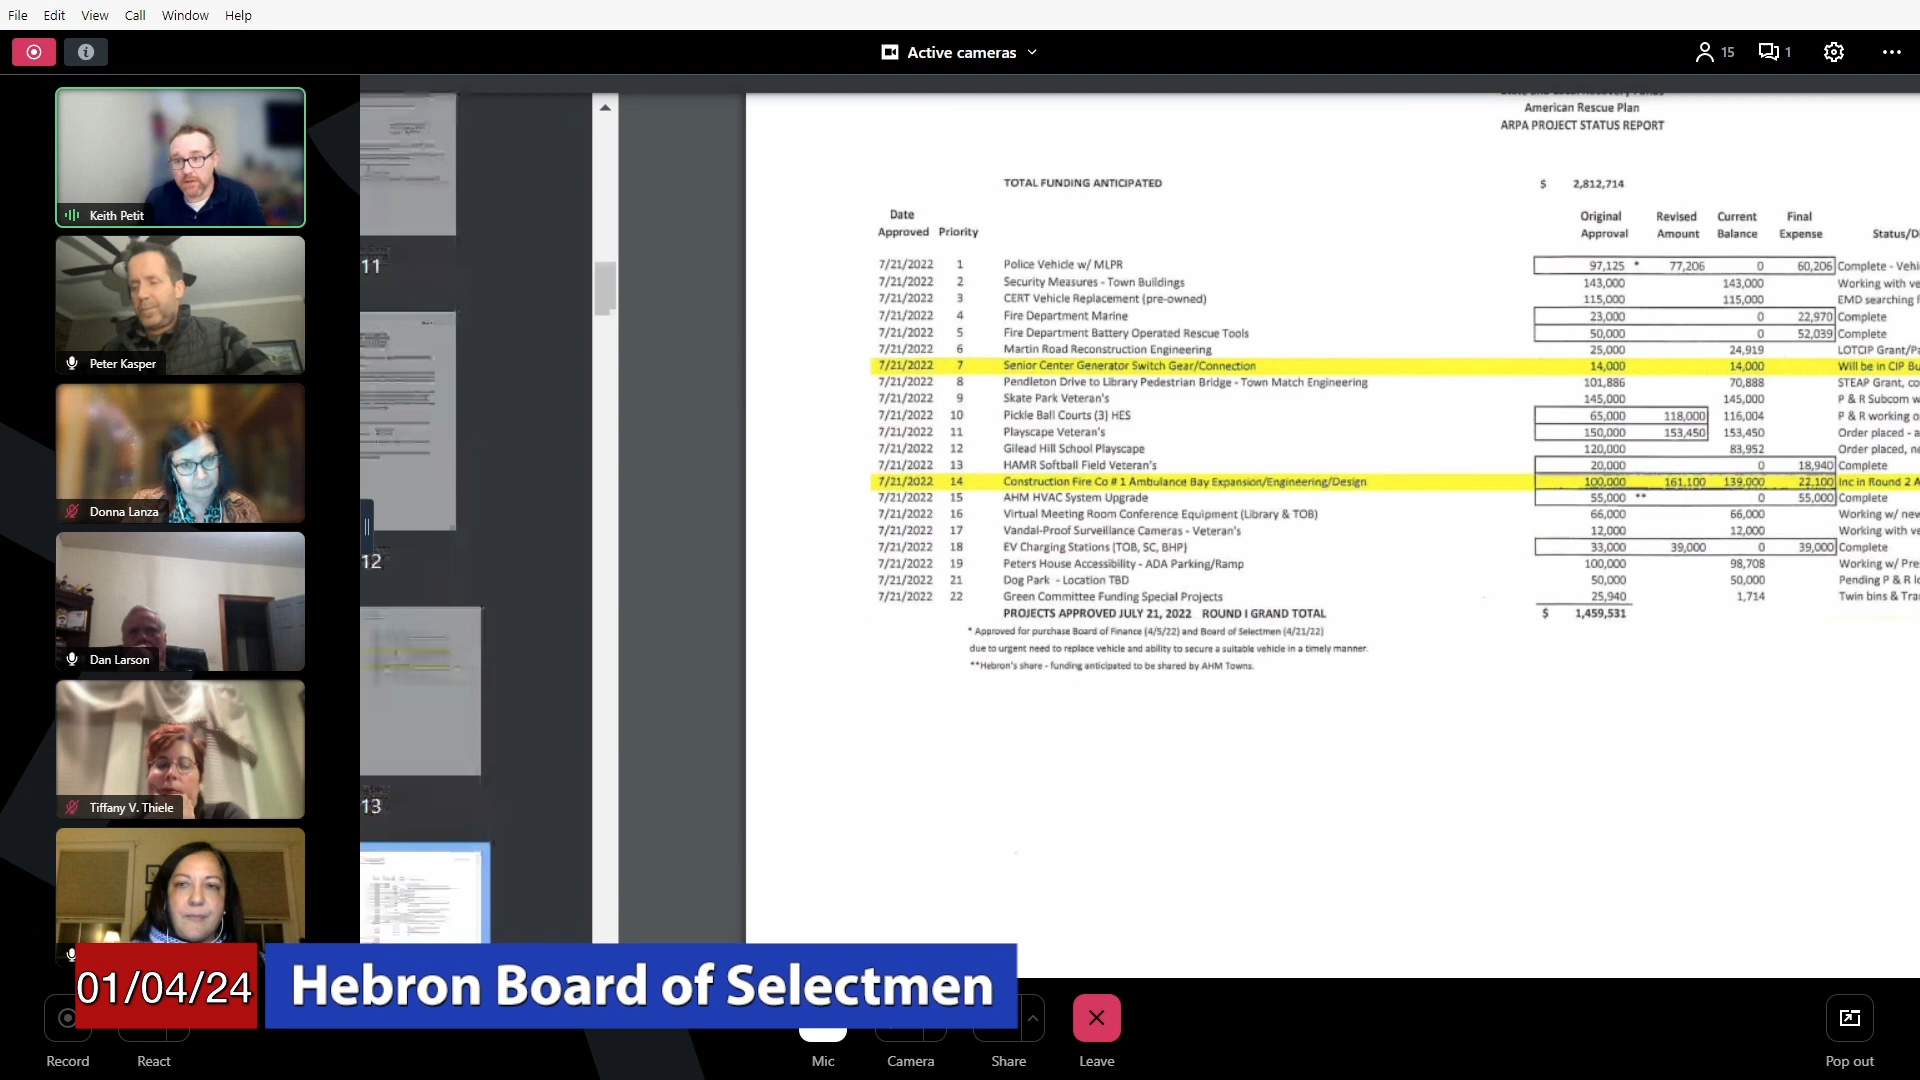 File Edit View Call Window Help
Active cameras
15
1
Keith Petit
Peter Kasper
Donna Lanza
Dan Larson
Tiffany V. Thiele
11
12
13
American Rescue Plan
ARPA PROJECT STATUS REPORT
TOTAL FUNDING ANTICIPATED $ 2,812,714
Date Original Revised Current Final
Approved Priority Approval Amount Balance Expense Status/Di
7/21/2022 1 Police Vehicle w/ MLPR 97,125 * 77,206 0 60,206 Complete - Vehi
7/21/2022 2 Security Measures - Town Buildings 143,000 143,000 Working with ve
7/21/2022 3 CERT Vehicle Replacement (pre-owned) 115,000 115,000 EMD searching f
7/21/2022 4 Fire Department Marine 23,000 0 22,970 Complete
7/21/2022 5 Fire Department Battery Operated Rescue Tools 50,000 0 52,039 Complete
7/21/2022 6 Martin Road Reconstruction Engineering 25,000 24,919 LOTCIP Grant/Pa
7/21/2022 7 Senior Center Generator Switch Gear/Connection 14,000 14,000 Will be in CIP Bu
7/21/2022 8 Pendleton Drive to Library Pedestrian Bridge - Town Match Engineering 101,886 70,888 STEAP Grant, co
7/21/2022 9 Skate Park Veteran's 145,000 145,000 P & R Subcom w
7/21/2022 10 Pickle Ball Courts (3) HES 65,000 118,000 116,004 P & R working o
7/21/2022 11 Playscape Veteran's 150,000 153,450 153,450 Order placed - a
7/21/2022 12 Gilead Hill School Playscape 120,000 83,952 Order placed, ne
7/21/2022 13 HAMR Softball Field Veteran's 20,000 0 18,940 Complete
7/21/2022 14 Construction Fire Co # 1 Ambulance Bay Expansion/Engineering/Design 100,000 161,100 139,000 22,100 Inc in Round 2 A
7/21/2022 15 AHM HVAC System Upgrade 55,000 ** 0 55,000 Complete
7/21/2022 16 Virtual Meeting Room Conference Equipment (Library & TOB) 66,000 66,000 Working w/ new
7/21/2022 17 Vandal-Proof Surveillance Cameras - Veteran's 12,000 12,000 Working with ve
7/21/2022 18 EV Charging Stations (TOB, SC, BHP) 33,000 39,000 0 39,000 Complete
7/21/2022 19 Peters House Accessibility - ADA Parking/Ramp 100,000 98,708 Working w/ Pre
7/21/2022 21 Dog Park - Location TBD 50,000 50,000 Pending P & R lo
7/21/2022 22 Green Committee Funding Special Projects 25,940 1,714 Twin bins & Tra
PROJECTS APPROVED JULY 21, 2022 ROUND I GRAND TOTAL $ 1,459,531
* Approved for purchase Board of Finance (4/5/22) and Board of Selectmen (4/21/22)
due to urgent need to replace vehicle and ability to secure a suitable vehicle in a timely manner.
**Hebron's share - funding anticipated to be shared by AHM Towns.
01/04/24 Hebron Board of Selectmen
Record React Mic Camera Share Leave Pop out